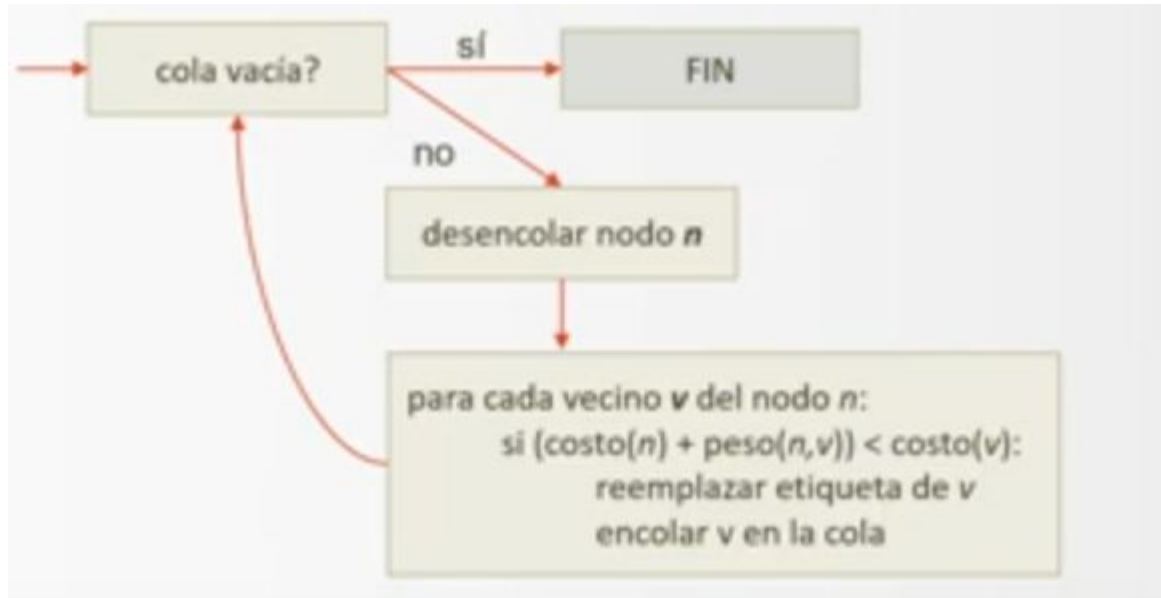 cola vacía?
sí
FIN
no
desencolar nodo n
para cada vecino v del nodo n:
si (costo(n) + peso(n,v)) < costo(v):
reemplazar etiqueta de v
encolar v en la cola